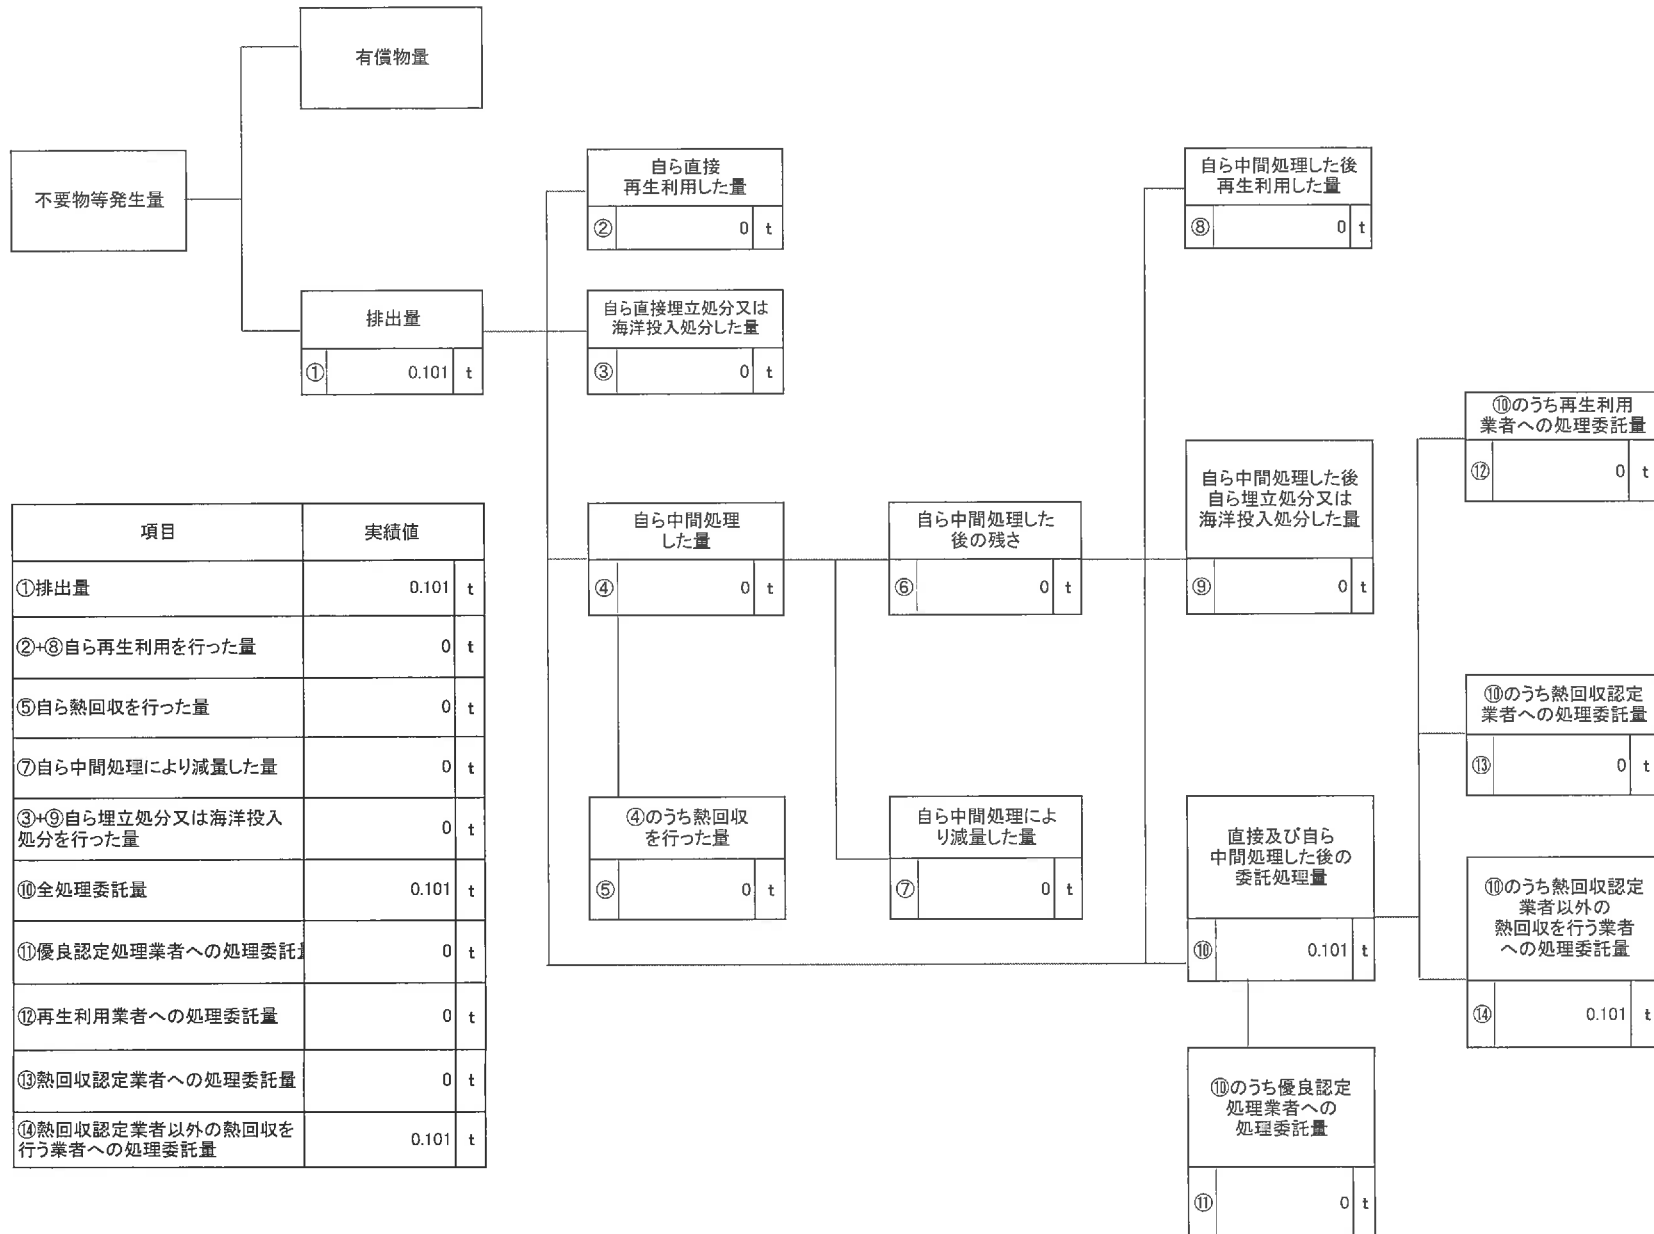 有償物量
不要物等発生量
排出量
① 0.101 t
自ら直接
再生利用した量
② 0 t
自ら直接埋立処分又は
海洋投入処分した量
③ 0 t
自ら中間処理
した量
④ 0 t
④のうち熱回収
を行った量
⑤ 0 t
自ら中間処理した
後の残さ
⑥ 0 t
自ら中間処理によ
り減量した量
⑦ 0 t
自ら中間処理した後
再生利用した量
⑧ 0 t
自ら中間処理した後
自ら埋立処分又は
海洋投入処分した量
⑨ 0 t
直接及び自ら
中間処理した後の
委託処理量
⑩ 0.101 t
⑩のうち優良認定
処理業者への
処理委託量
⑪ 0 t
⑩のうち再生利用
業者への処理委託量
⑫ 0 t
⑩のうち熱回収認定
業者への処理委託量
⑬ 0 t
⑩のうち熱回収認定
業者以外の
熱回収を行う業者
への処理委託量
⑭ 0.101 t
項目 実績値
①排出量 0.101 t
②+⑧自ら再生利用を行った量 0 t
⑤自ら熱回収を行った量 0 t
⑦自ら中間処理により減量した量 0 t
③+⑨自ら埋立処分又は海洋投入
処分を行った量 0 t
⑩全処理委託量 0.101 t
⑪優良認定処理業者への処理委託 0 t
⑫再生利用業者への処理委託量 0 t
⑬熱回収認定業者への処理委託量 0 t
⑭熱回収認定業者以外の熱回収を
行う業者への処理委託量 0.101 t